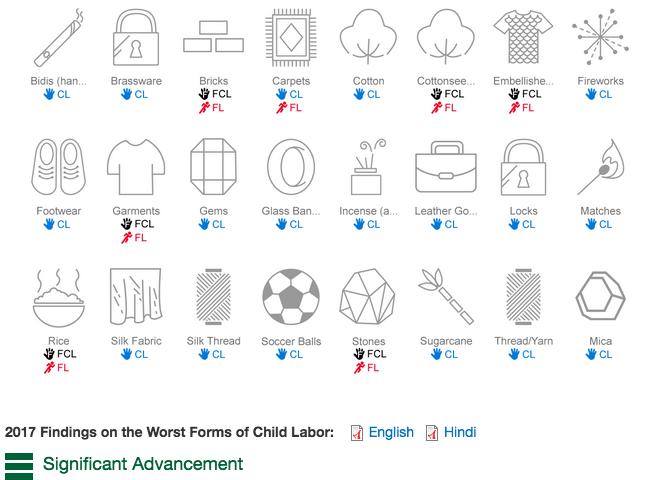 Bidis (han... Brassware Bricks Carpets Cotton Cottonsee... Embellishe... Fireworks
CL CL FCL CL CL FCL FCL CL
FL FL FL FL
Footwear Garments Gems Glass Ban... Incense (a... Leather Go... Locks Matches
CL FCL CL CL CL CL CL CL
FL
Rice Silk Fabric Silk Thread Soccer Balls Stones Sugarcane Thread/Yarn Mica
FCL CL CL CL FCL CL CL CL
FL FL
2017 Findings on the Worst Forms of Child Labor: English Hindi
Significant Advancement